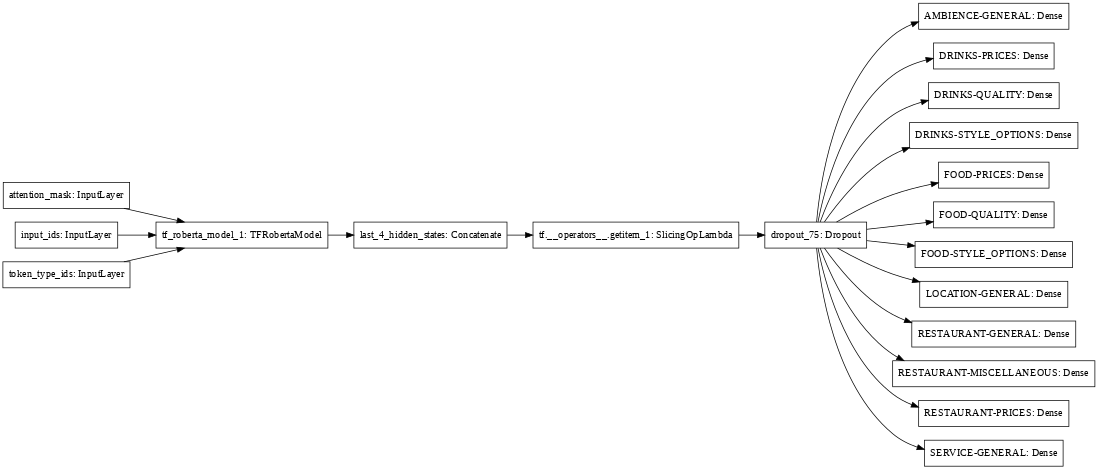 attention_mask: InputLayer
input_ids: InputLayer
token_type_ids: InputLayer
tf_roberta_model_1: TFRobertaModel
last_4_hidden_states: Concatenate
tf.__operators__.getitem_1: SlicingOpLambda
dropout_75: Dropout
AMBIENCE-GENERAL: Dense
DRINKS-PRICES: Dense
DRINKS-QUALITY: Dense
DRINKS-STYLE_OPTIONS: Dense
FOOD-PRICES: Dense
FOOD-QUALITY: Dense
FOOD-STYLE_OPTIONS: Dense
LOCATION-GENERAL: Dense
RESTAURANT-GENERAL: Dense
RESTAURANT-MISCELLANEOUS: Dense
RESTAURANT-PRICES: Dense
SERVICE-GENERAL: Dense